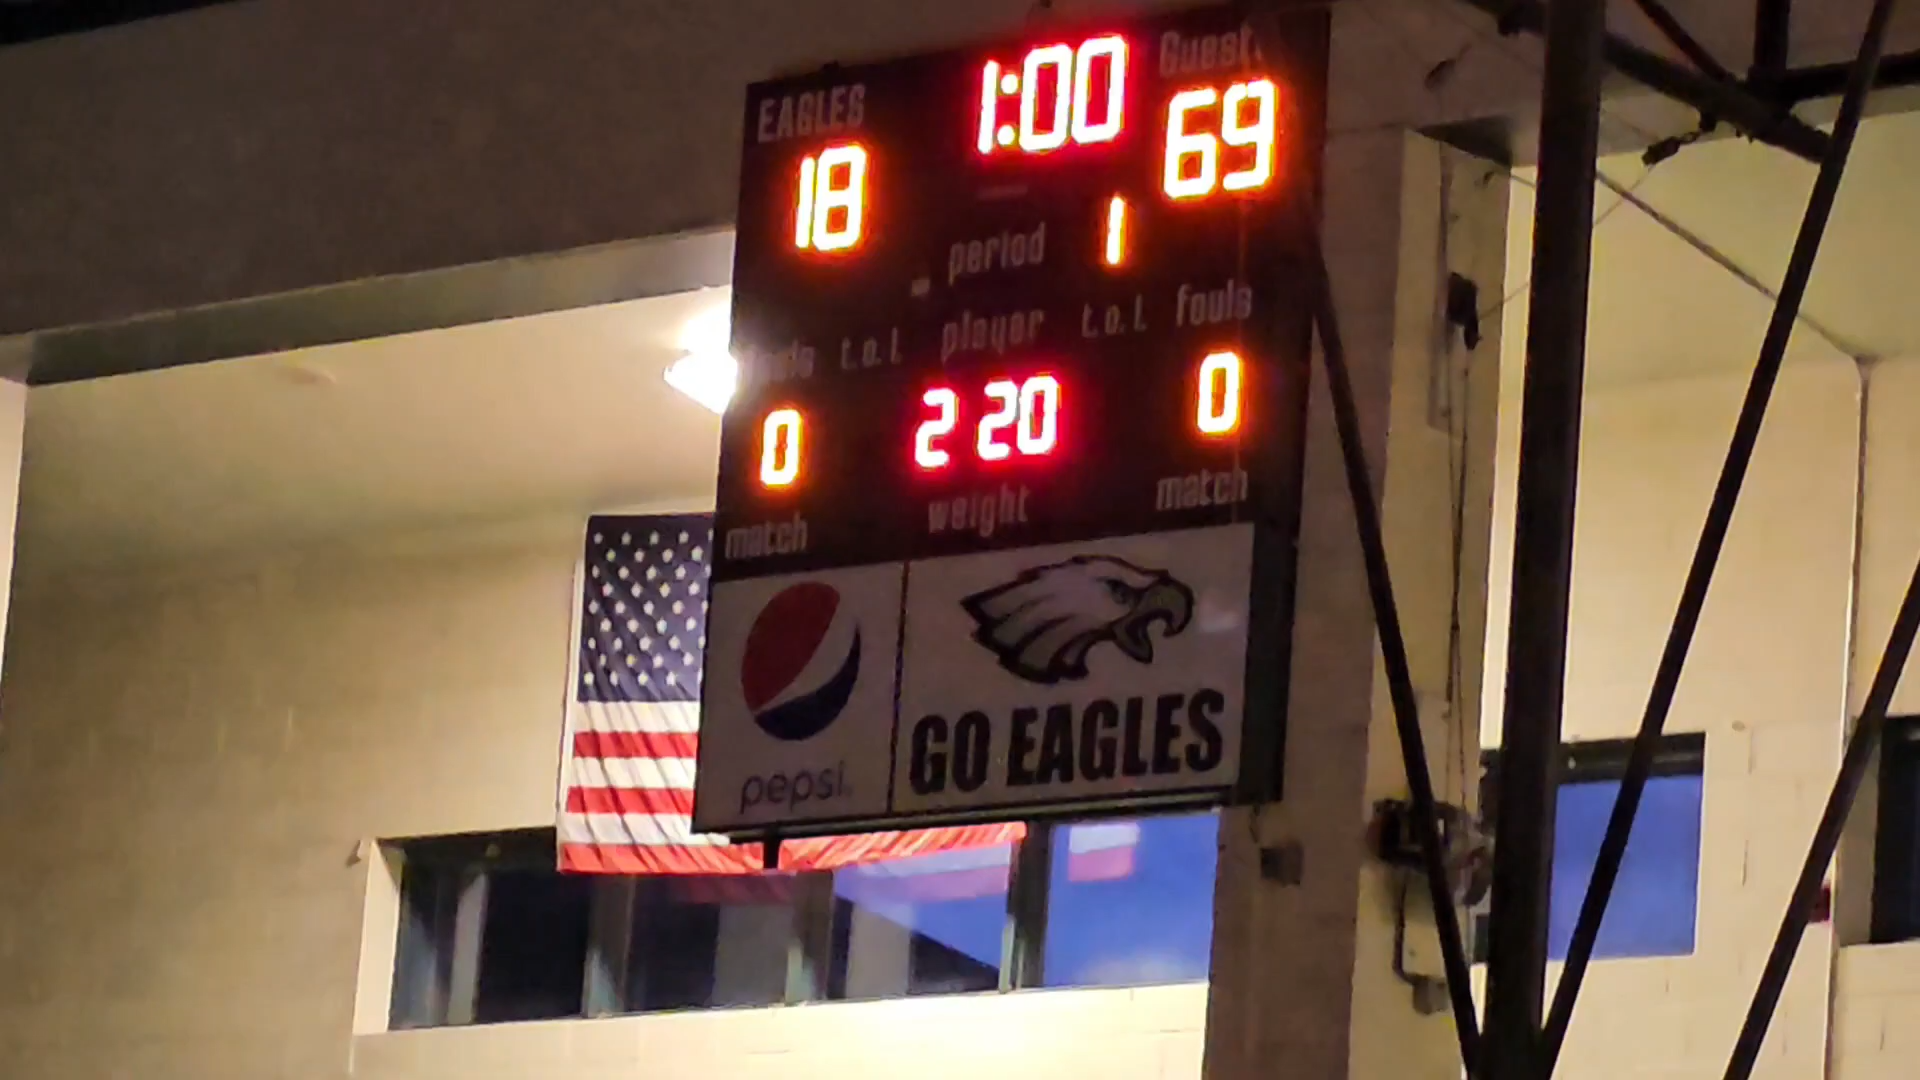 EAGLES 1:00 Guest
18 69
period 1
fouls t.o.l. player t.o.l. fouls
0 2 20 0
match weight match
pepsi GO EAGLES